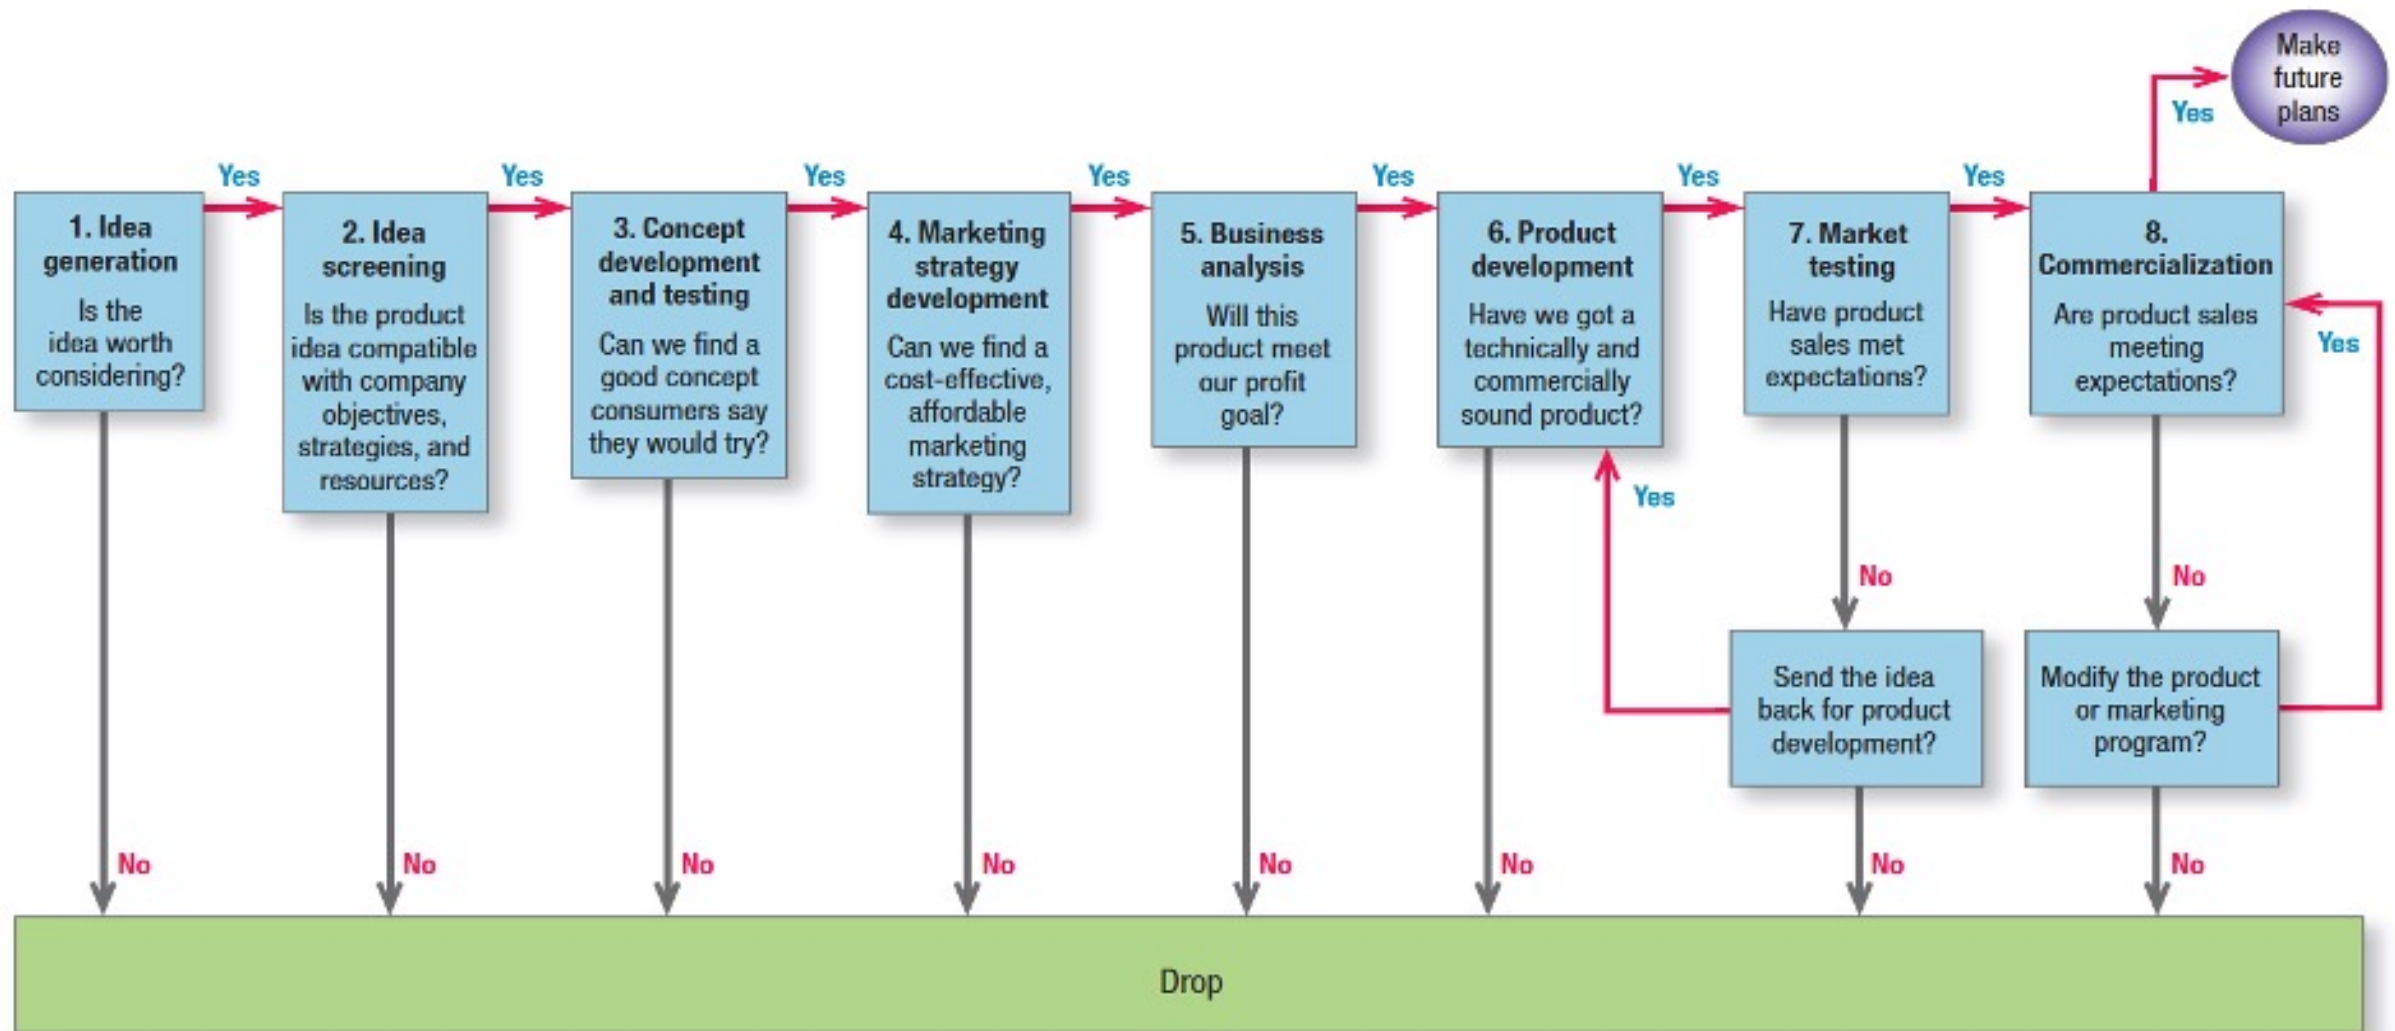 Make
future
plans
Yes
Yes
Yes
Yes
Yes
Yes
Yes
Yes
1. Idea
generation
Is the
idea worth
considering?
2. Idea
screening
Is the product
idea compatible
with company
objectives,
strategies, and
resources?
3. Concept
development
and testing
Can we find a
good concept
consumers say
they would try?
4. Marketing
strategy
development
Can we find a
cost-effective,
affordable
marketing
strategy?
5. Business
analysis
Will this
product meet
our profit
goal?
6. Product
development
Have we got a
technically and
commercially
sound product?
7. Market
testing
Have product
sales met
expectations?
8.
Commercialization
Are product sales
meeting
expectations?
Yes
Yes
No
No
Send the idea
back for product
development?
Modify the product
or marketing
program?
No
No
No
No
No
No
No
No
Drop